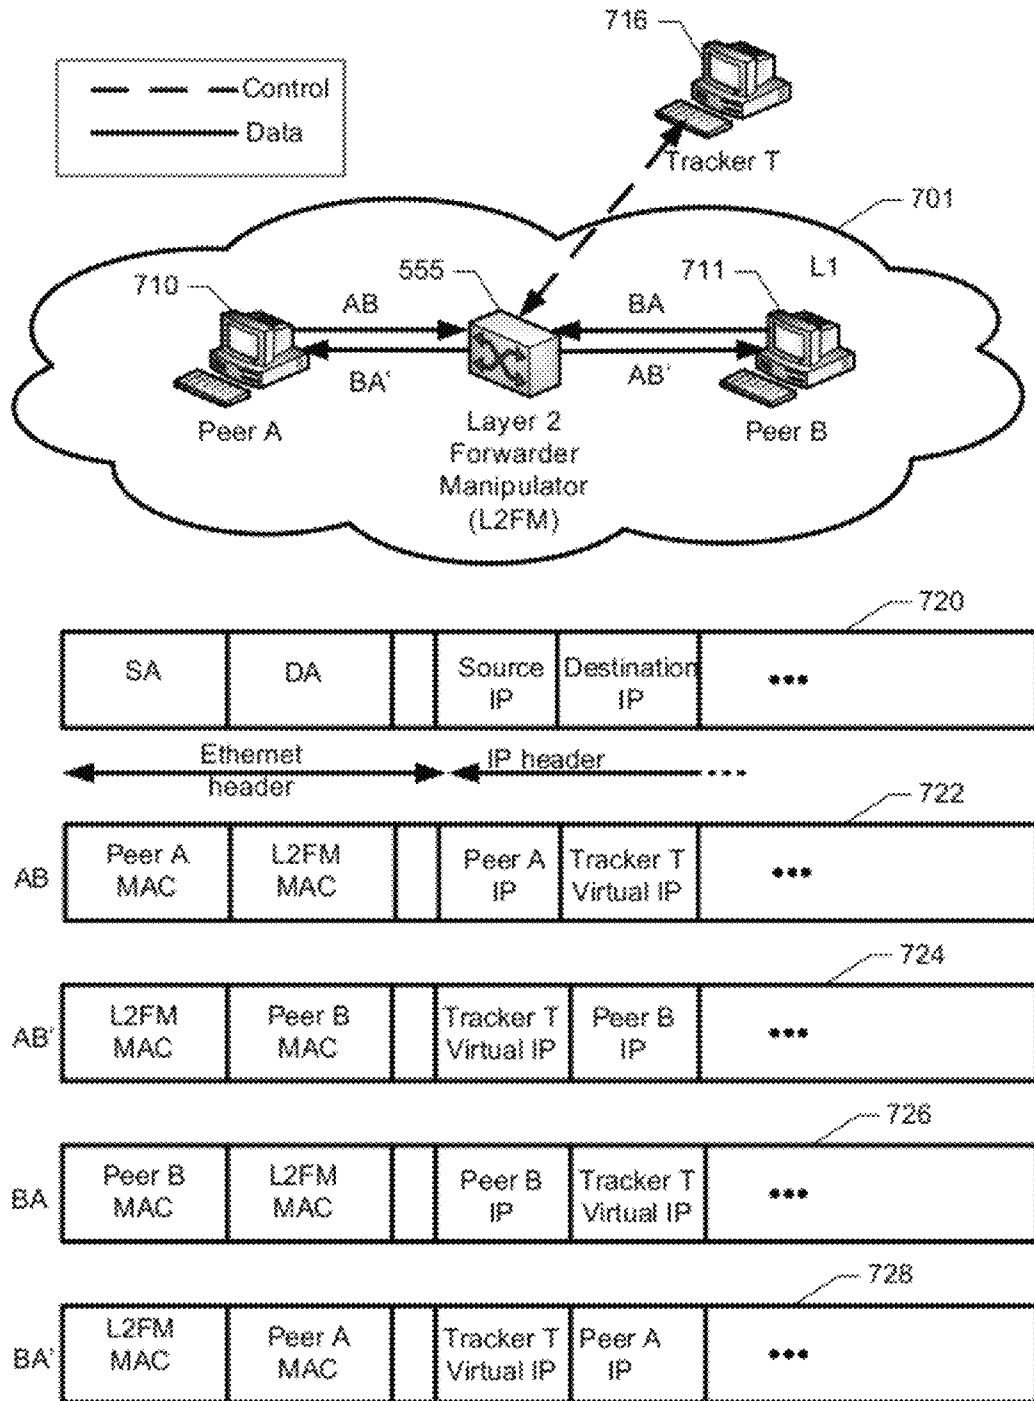 716
Control
Data
Tracker T
701
710
555
711
L1
AB
BA
BA'
AB'
Peer A
Layer 2
Forwarder
Manipulator
(L2FM)
Peer B
720
SA
DA
Source
IP
Destination
IP
•••
Ethernet
header
IP header
722
AB
Peer A
MAC
L2FM
MAC
Peer A
IP
Tracker T
Virtual IP
•••
724
AB'
L2FM
MAC
Peer B
MAC
Tracker T
Virtual IP
Peer B
IP
•••
726
BA
Peer B
MAC
L2FM
MAC
Peer B
IP
Tracker T
Virtual IP
•••
728
BA'
L2FM
MAC
Peer A
MAC
Tracker T
Virtual IP
Peer A
IP
•••